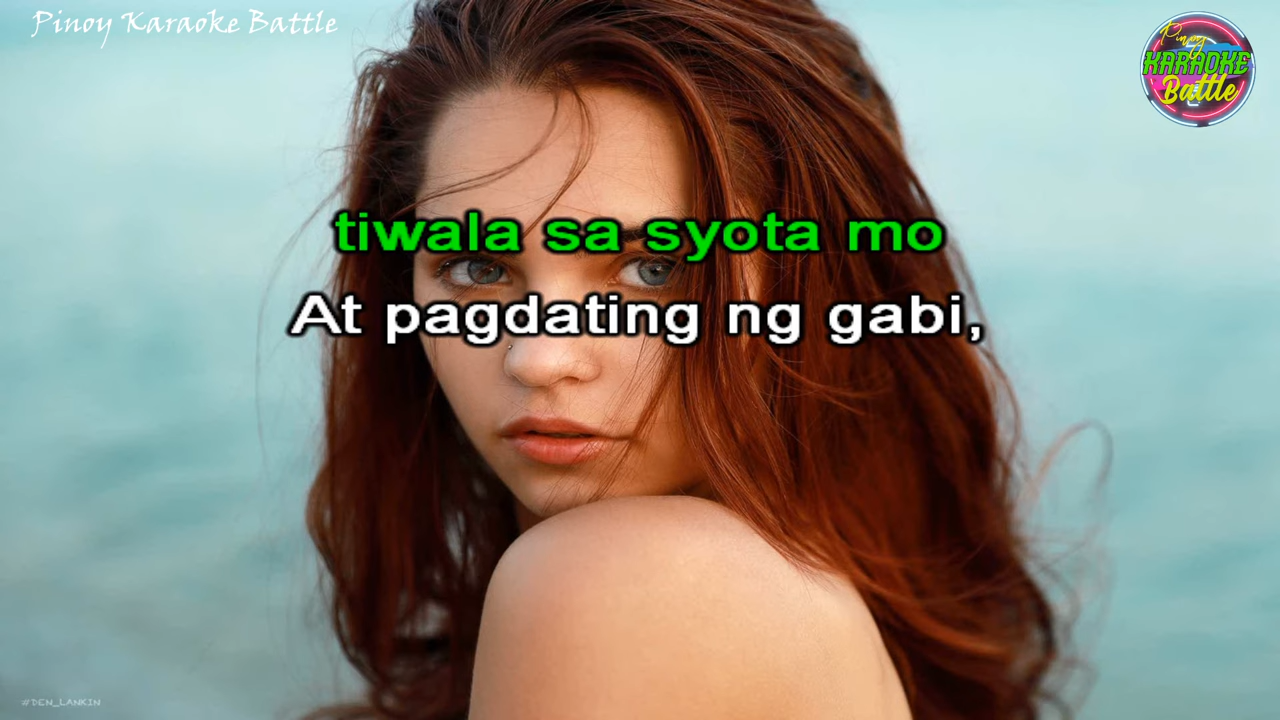 Pinoy Karaoke Battle
Pinoy
KARAOKE
Battle
tiwala sa syota mo
At pagdating ng gabi,
#DEN_LANKIN